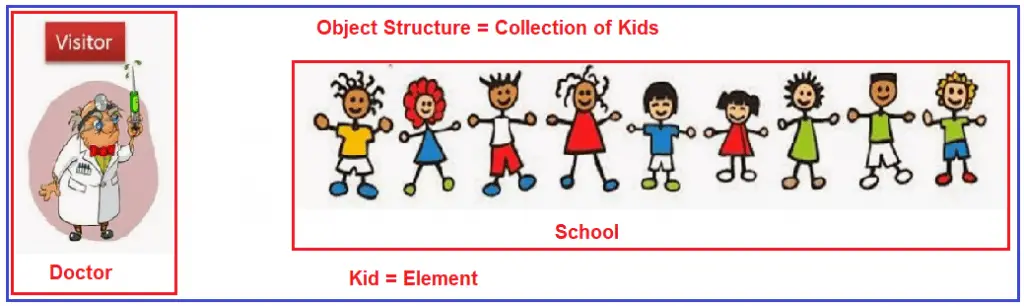 Visitor
Doctor
Object Structure = Collection of Kids
School
Kid = Element